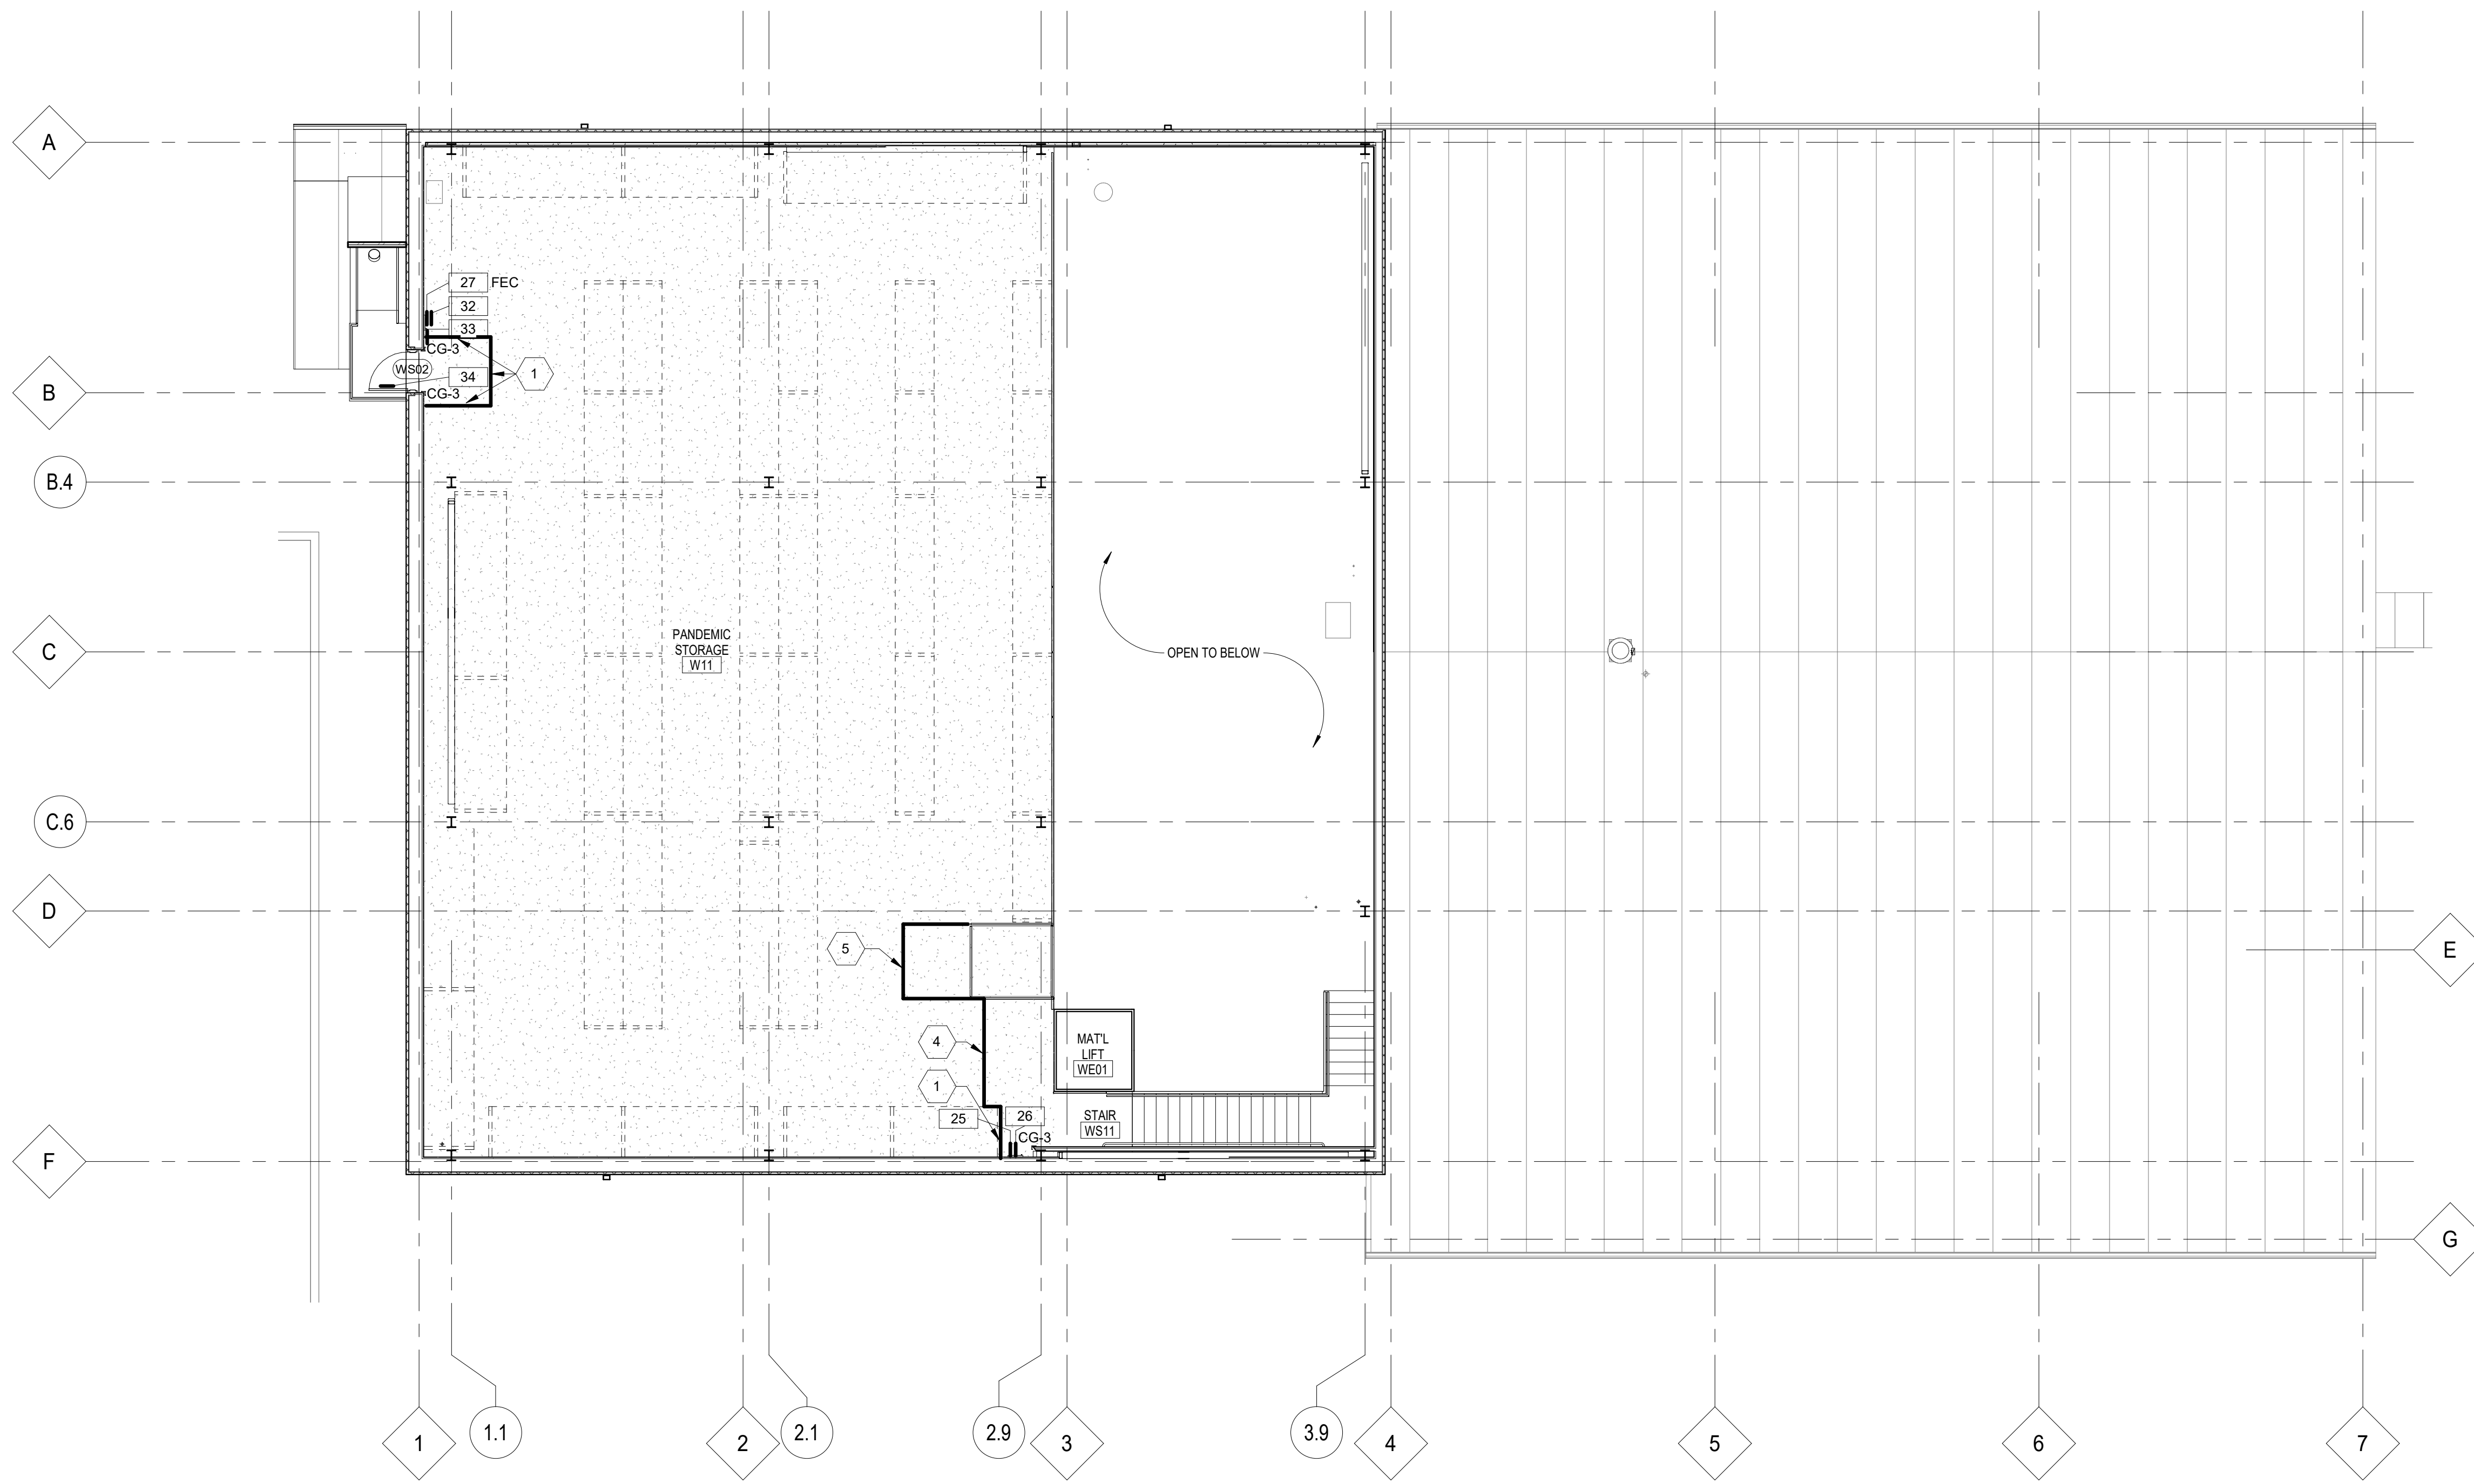 A
27 FEC
32
33
CG-3
WS02
34
1
CG-3
B
B.4
PANDEMIC
STORAGE
W11
OPEN TO BELOW
C
C.6
D
5
E
4
MAT'L
LIFT
WE01
1
25
26
CG-3
STAIR
WS11
F
G
1
1.1
2
2.1
2.9
3
3.9
4
5
6
7